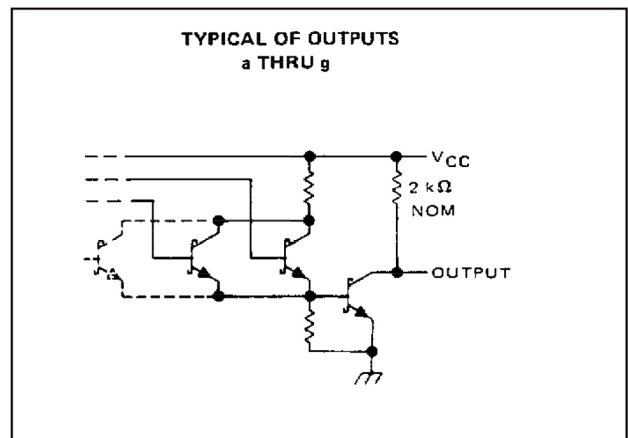 TYPICAL OF OUTPUTS
a THRU g
VCC
2 kΩ
NOM
OUTPUT